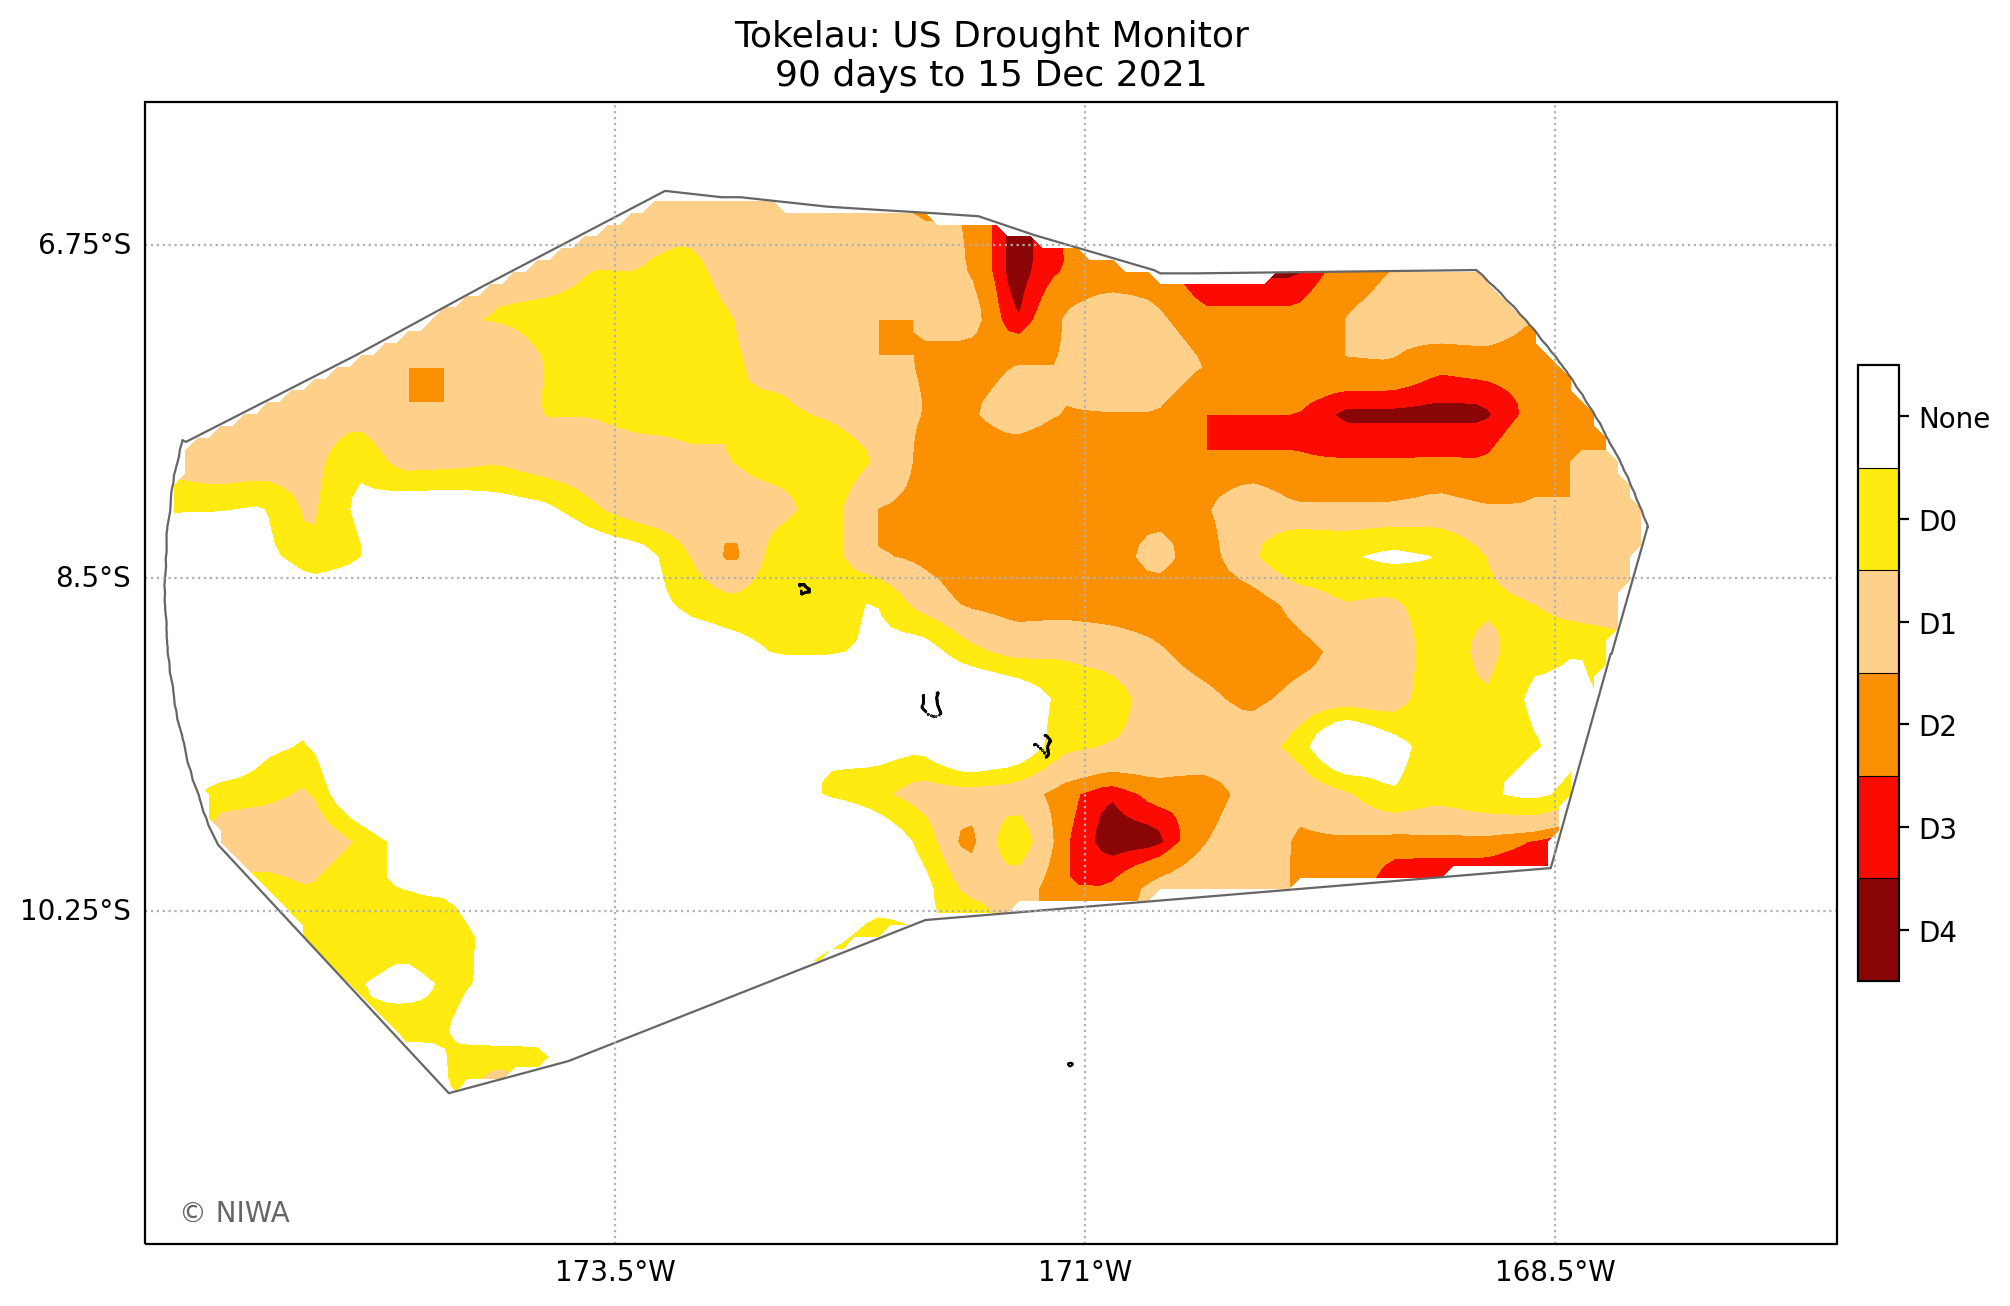 Tokelau: US Drought Monitor
90 days to 15 Dec 2021
6.75°S
8.5°S
10.25°S
173.5°W
171°W
168.5°W
None
D0
D1
D2
D3
D4
© NIWA